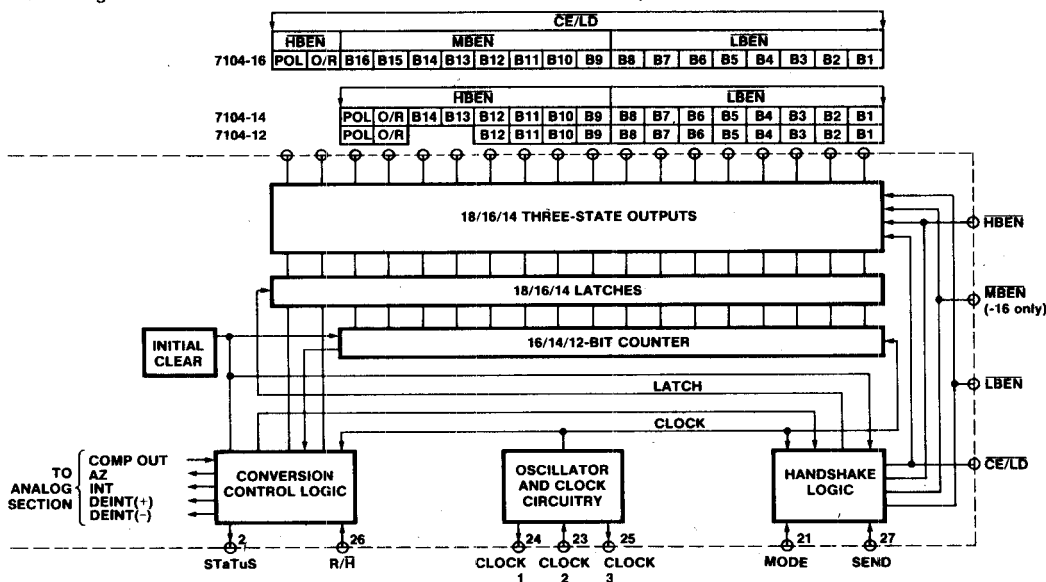 CE/LD
HBEN MBEN LBEN
7104-16 POL O/R B16 B15 B14 B13 B12 B11 B10 B9 B8 B7 B6 B5 B4 B3 B2 B1
HBEN LBEN
7104-14 POL O/R B14 B13 B12 B11 B10 B9 B8 B7 B6 B5 B4 B3 B2 B1
7104-12 POL O/R B12 B11 B10 B9 B8 B7 B6 B5 B4 B3 B2 B1
18/16/14 THREE-STATE OUTPUTS
HBEN
18/16/14 LATCHES
MBEN
(-16 only)
INITIAL
CLEAR
16/14/12-BIT COUNTER
LATCH
LBEN
CLOCK
TO
ANALOG
SECTION
COMP OUT
AZ
INT
DEINT(+)
DEINT(-)
CONVERSION
CONTROL LOGIC
OSCILLATOR
AND CLOCK
CIRCUITRY
HANDSHAKE
LOGIC
CE/LD
2 26 24 23 25 21 27
STaTuS R/H CLOCK 1 CLOCK 2 CLOCK 3 MODE SEND